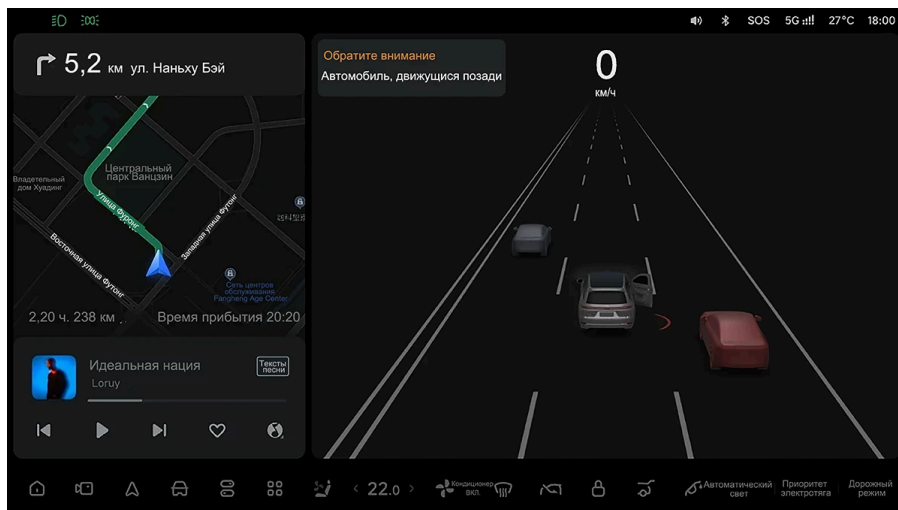 SOS 5G 27°C 18:00
5,2 км ул. Наньху Бэй
Обратите внимание
Автомобиль, движущися позади
0
км/ч
Центральный
парк Ванцзин
Владетельный
дом Хуадинг
Улица Фуронг
Западная улица Футонг
Восточная улица Футонг
Сеть центров
обслуживания
Fangheng Age Center
2,20 ч. 238 км
Время прибытия 20:20
Идеальная нация
Loruy
Тексты
песни
22.0
Кондиционер
вкл.
Автоматический
свет
Приоритет
электротяга
Дорожный
режим